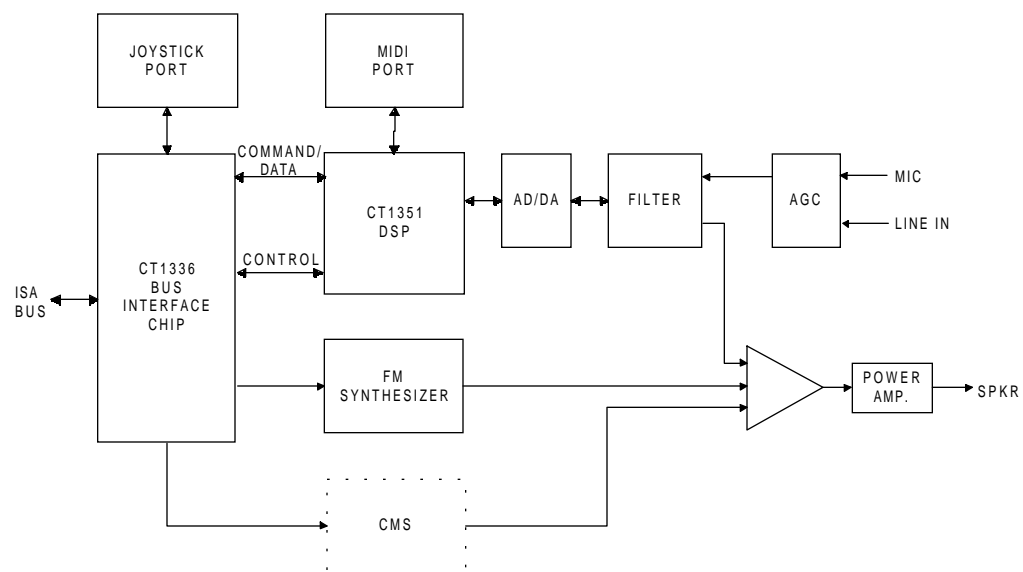 JOYSTICK
PORT
MIDI
PORT
COMMAND/
DATA
CT1351
DSP
AD/DA
FILTER
AGC
MIC
LINE IN
CONTROL
ISA
BUS
CT1336
BUS
INTERFACE
CHIP
FM
SYNTHESIZER
POWER
AMP.
SPKR
CMS